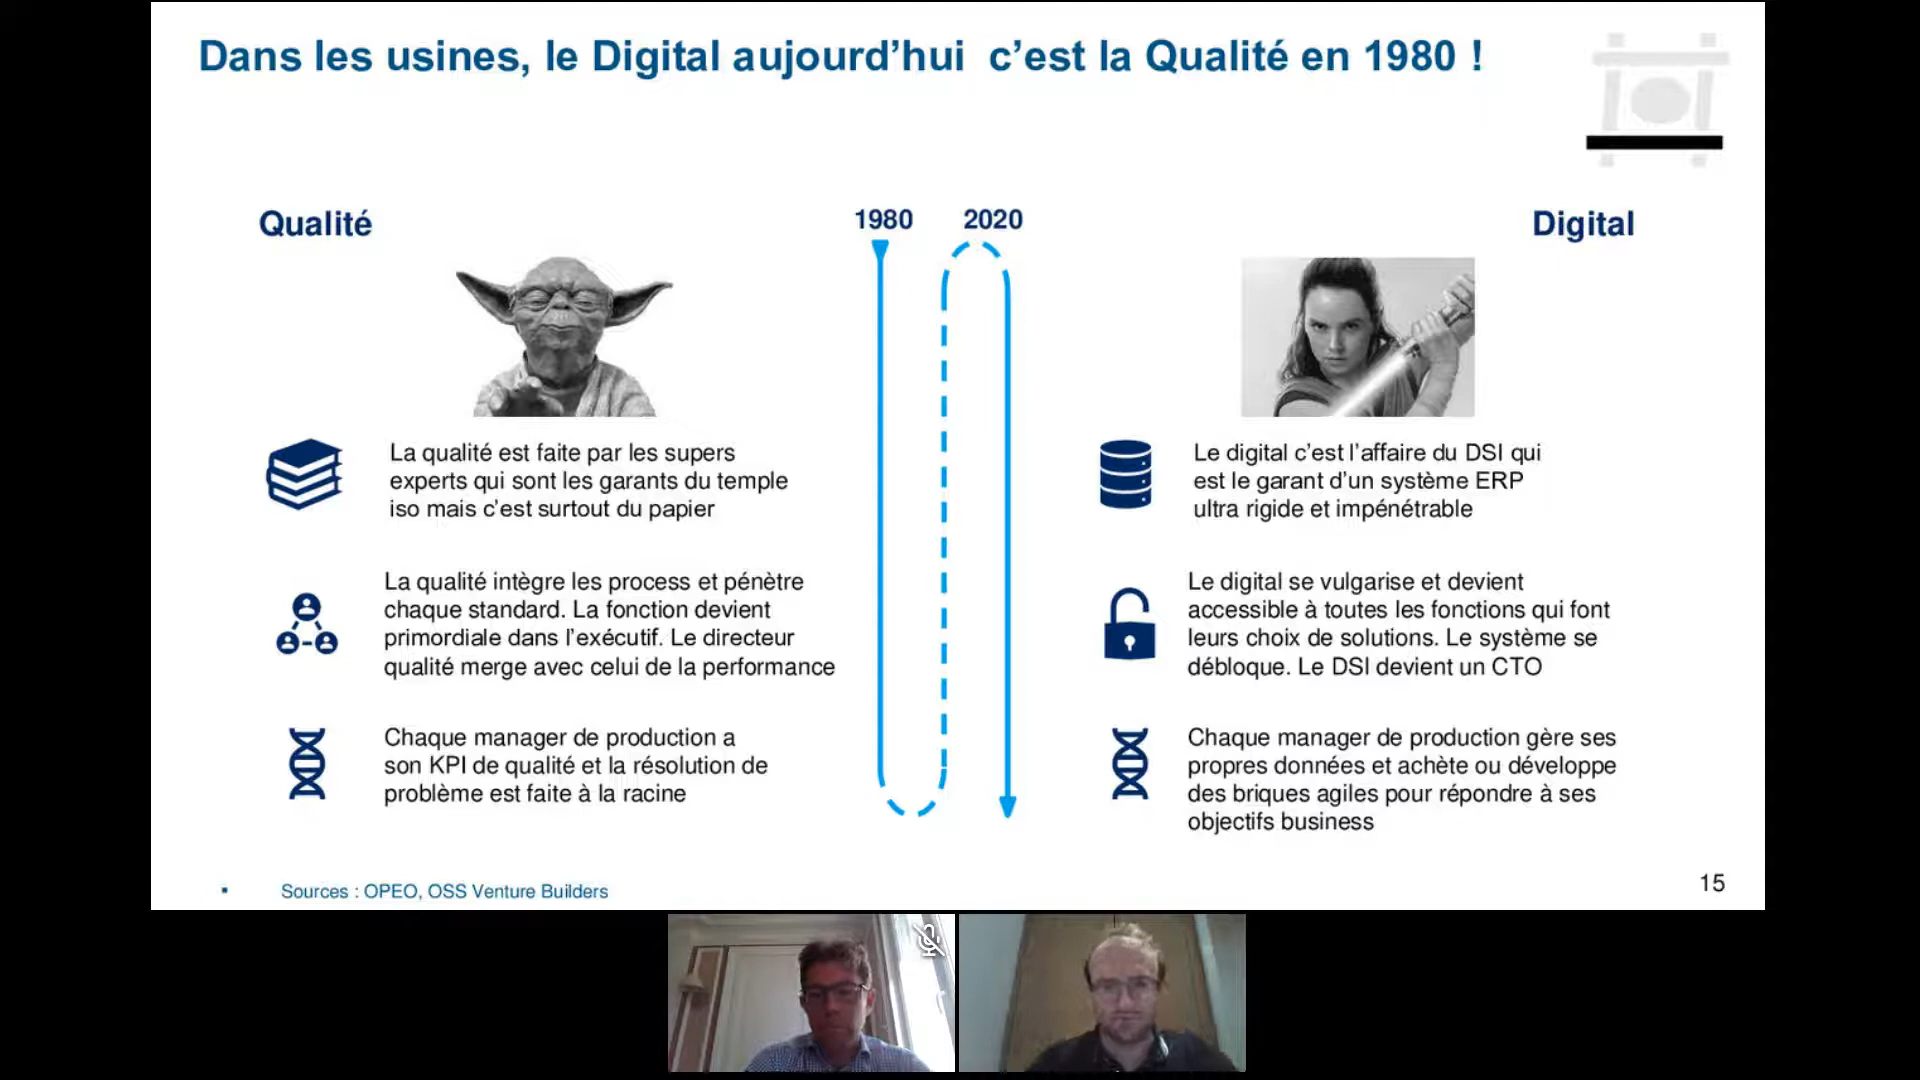 Dans les usines, le Digital aujourd’hui  c’est la Qualité en 1980 !
Qualité
1980
2020
Digital
La qualité est faite par les supers
experts qui sont les garants du temple
iso mais c’est surtout du papier
La qualité intègre les process et pénètre
chaque standard. La fonction devient
primordiale dans l’exécutif. Le directeur
qualité merge avec celui de la performance
Chaque manager de production a
son KPI de qualité et la résolution de
problème est faite à la racine
Le digital c’est l’affaire du DSI qui
est le garant d’un système ERP
ultra rigide et impénétrable
Le digital se vulgarise et devient
accessible à toutes les fonctions qui font
leurs choix de solutions. Le système se
débloque. Le DSI devient un CTO
Chaque manager de production gère ses
propres données et achète ou développe
des briques agiles pour répondre à ses
objectifs business
▪ Sources : OPEO, OSS Venture Builders
15